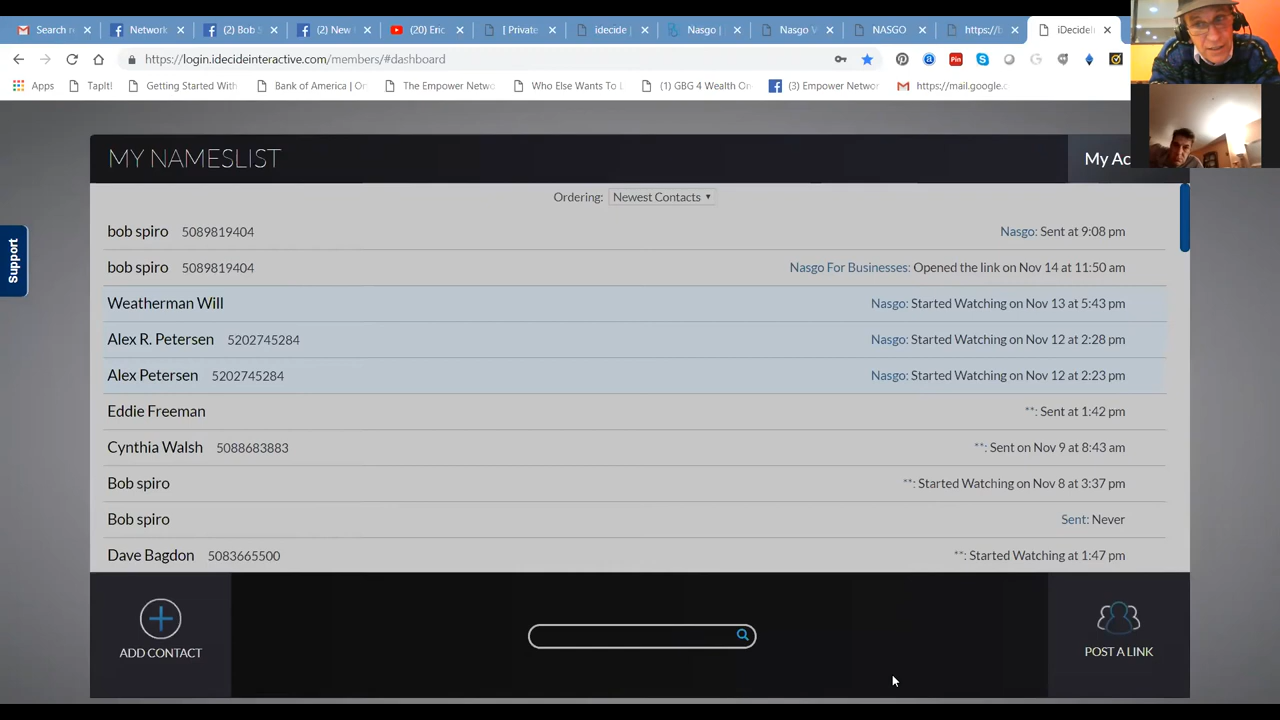 Search r
Network
(2) Bob S
(2) New
(20) Eric
[ Private
idecide
Nasgo |
Nasgo V
NASGO
https://b
iDecideIn
https://login.idecideinteractive.com/members/#dashboard
Apps
TapIt!
Getting Started With
Bank of America | On
The Empower Netwo
Who Else Wants To L
(1) GBG 4 Wealth Onl
(3) Empower Networ
https://mail.google.c
MY NAMESLIST
My Ac
Ordering: Newest Contacts
bob spiro 5089819404 Nasgo: Sent at 9:08 pm
bob spiro 5089819404 Nasgo For Businesses: Opened the link on Nov 14 at 11:50 am
Weatherman Will Nasgo: Started Watching on Nov 13 at 5:43 pm
Alex R. Petersen 5202745284 Nasgo: Started Watching on Nov 12 at 2:28 pm
Alex Petersen 5202745284 Nasgo: Started Watching on Nov 12 at 2:23 pm
Eddie Freeman **: Sent at 1:42 pm
Cynthia Walsh 5088683883 **: Sent on Nov 9 at 8:43 am
Bob spiro **: Started Watching on Nov 8 at 3:37 pm
Bob spiro Sent: Never
Dave Bagdon 5083665500 **: Started Watching at 1:47 pm
Support
ADD CONTACT
POST A LINK